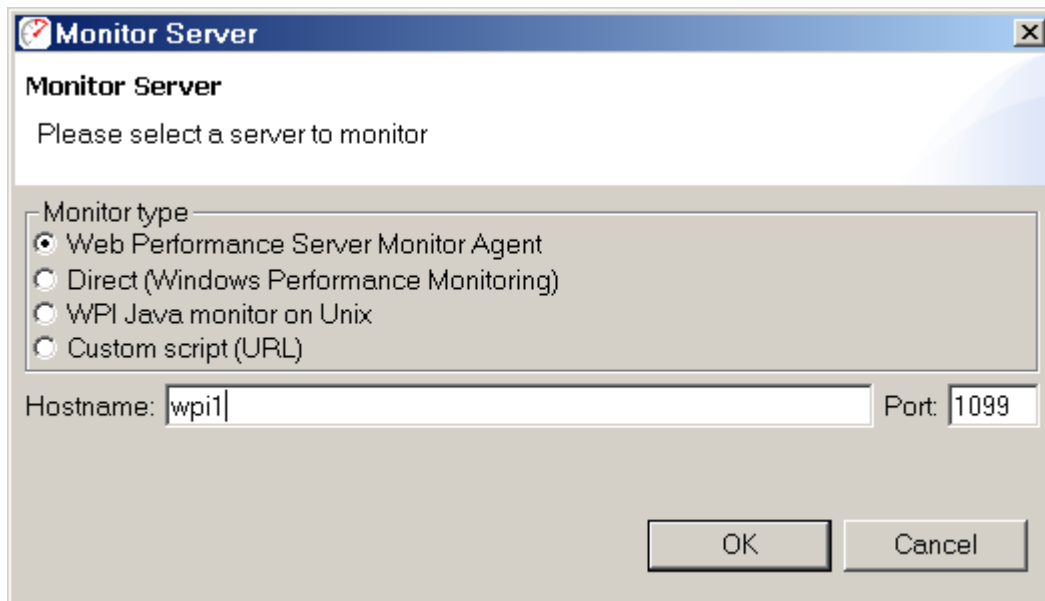 Monitor Server
Monitor Server
Please select a server to monitor
Monitor type
Web Performance Server Monitor Agent
Direct (Windows Performance Monitoring)
WPI Java monitor on Unix
Custom script (URL)
Hostname: wpi1 Port: 1099
OK Cancel